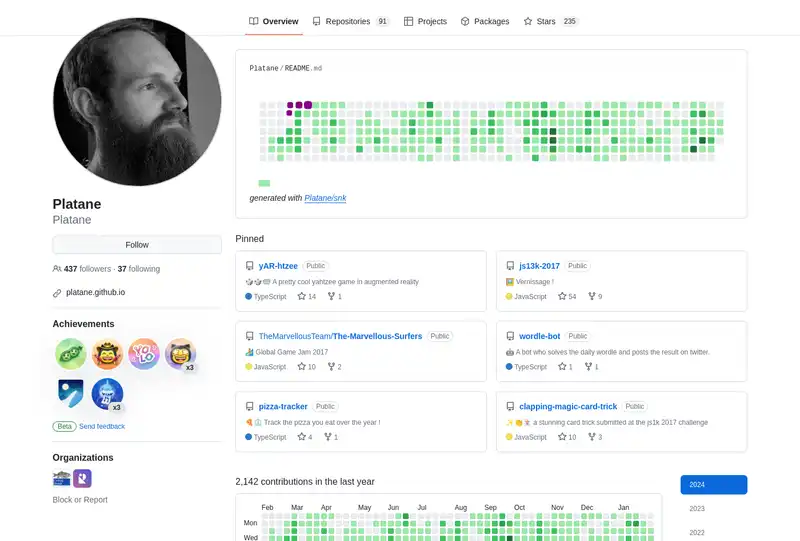 Overview
Repositories 91
Projects
Packages
Stars 235
Platane/README.md
generated with Platane/snk
Platane
Platane
Follow
437 followers · 37 following
platane.github.io
Achievements
x3
x3
Beta Send feedback
Organizations
Block or Report
Pinned
yAR-htzee Public
A pretty cool yahtzee game in augmented reality
TypeScript 14 1
js13k-2017 Public
Vernissage !
JavaScript 54 9
TheMarvellousTeam/The-Marvellous-Surfers Public
Global Game Jam 2017
JavaScript 10 2
wordle-bot Public
A bot who solves the daily wordle and posts the result on twitter.
TypeScript 1 1
pizza-tracker Public
Track the pizza you eat over the year !
TypeScript 4 1
clapping-magic-card-trick Public
a stunning card trick submitted at the js1k 2017 challenge
JavaScript 10 3
2,142 contributions in the last year
2024
2023
2022
Feb Mar Apr May Jun Jul Aug Sep Oct Nov Dec Jan
Mon
Wed